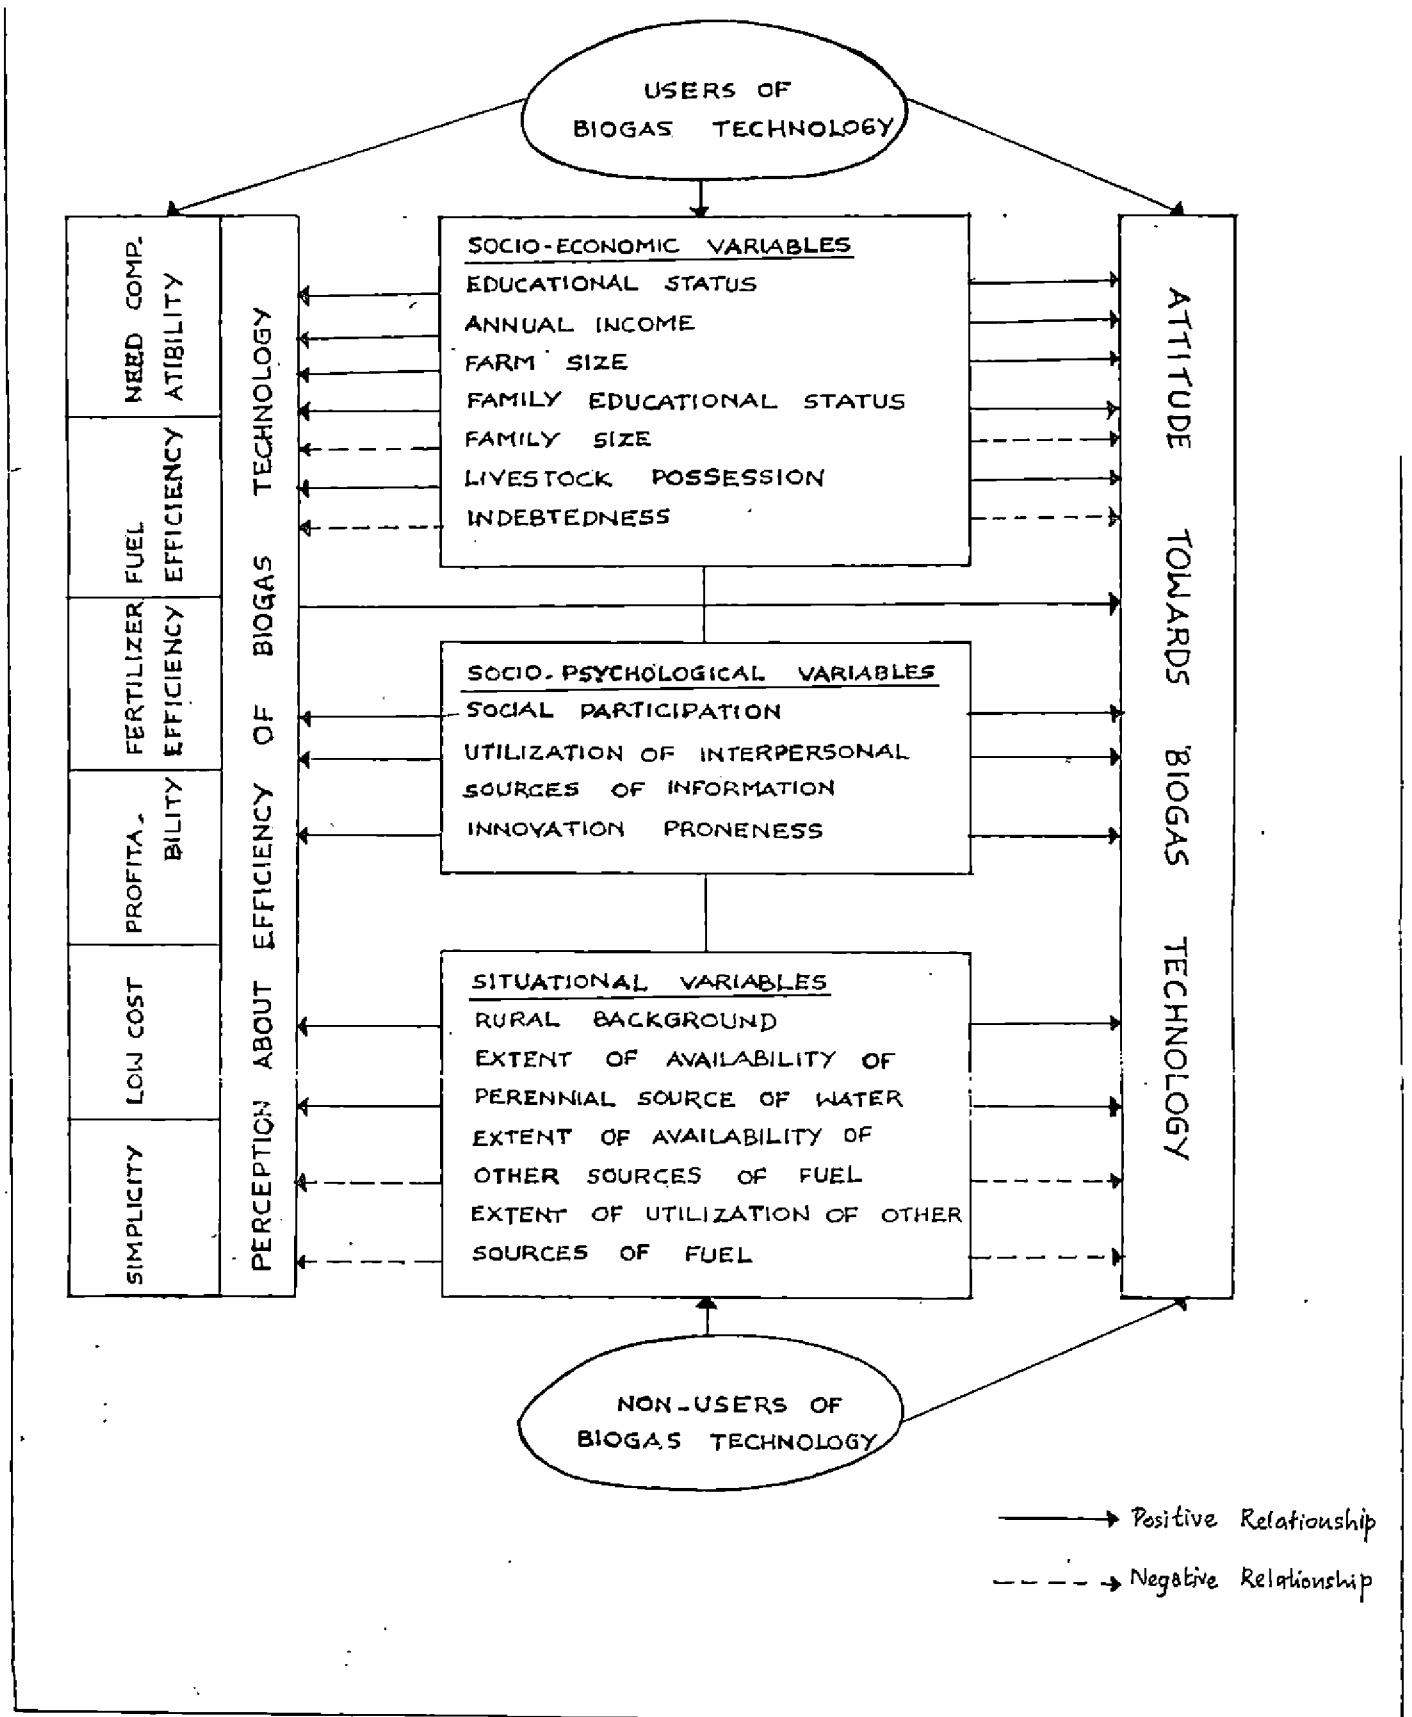 USERS OF
BIOGAS TECHNOLOGY
NEED COMP-
ATIBILITY
FUEL
EFFICIENCY
FERTILIZER
EFFICIENCY
PROFITA-
BILITY
LOW COST
SIMPLICITY
PERCEPTION ABOUT EFFICIENCY OF BIOGAS TECHNOLOGY
SOCIO-ECONOMIC VARIABLES
EDUCATIONAL STATUS
ANNUAL INCOME
FARM SIZE
FAMILY EDUCATIONAL STATUS
FAMILY SIZE
LIVESTOCK POSSESSION
INDEBTEDNESS
SOCIO-PSYCHOLOGICAL VARIABLES
SOCIAL PARTICIPATION
UTILIZATION OF INTERPERSONAL
SOURCES OF INFORMATION
INNOVATION PRONENESS
SITUATIONAL VARIABLES
RURAL BACKGROUND
EXTENT OF AVAILABILITY OF
PERENNIAL SOURCE OF WATER
EXTENT OF AVAILABILITY OF
OTHER SOURCES OF FUEL
EXTENT OF UTILIZATION OF OTHER
SOURCES OF FUEL
ATTITUDE TOWARDS BIOGAS TECHNOLOGY
NON-USERS OF
BIOGAS TECHNOLOGY
Positive Relationship
Negative Relationship